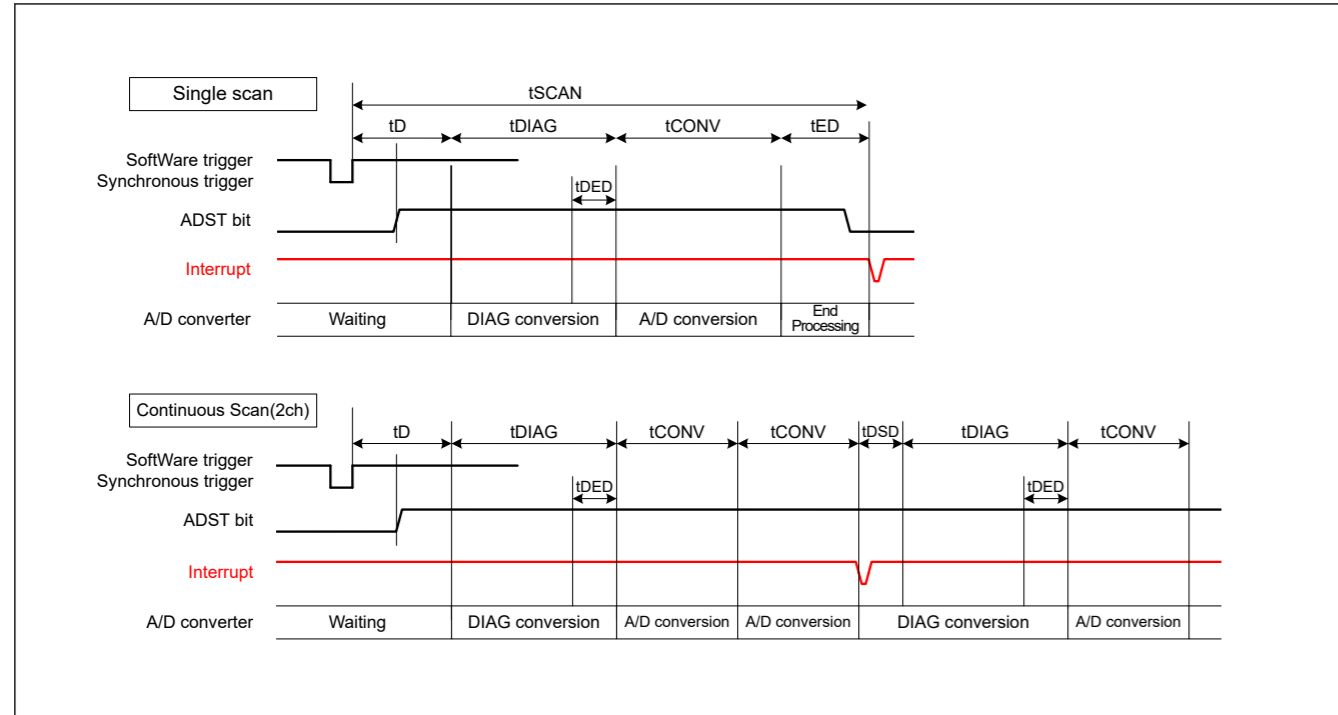 Single scan
tSCAN
tD tDIAG tCONV tED
SoftWare trigger
Synchronous trigger
tDED
ADST bit
Interrupt
A/D converter Waiting DIAG conversion A/D conversion End Processing
Continuous Scan(2ch)
tD tDIAG tCONV tCONV tDSD tDIAG tCONV
SoftWare trigger
Synchronous trigger
tDED tDED
ADST bit
Interrupt
A/D converter Waiting DIAG conversion A/D conversion A/D conversion DIAG conversion A/D conversion